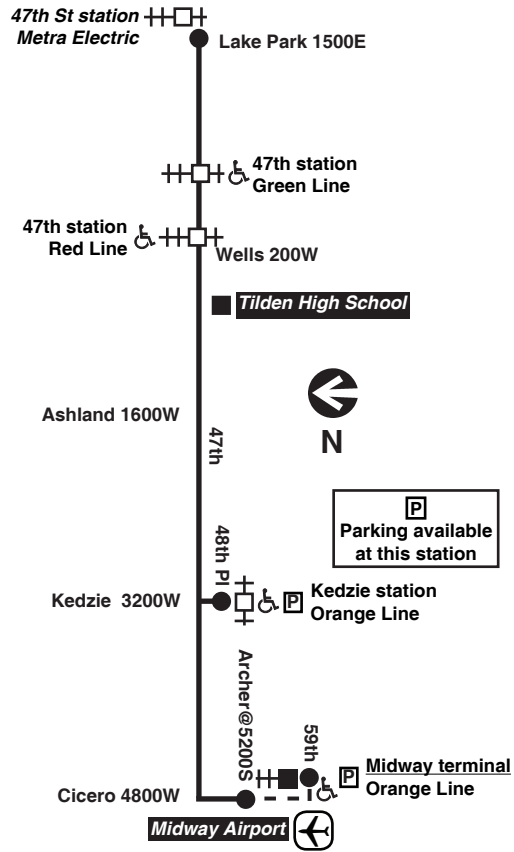 47th St station
Metra Electric
Lake Park 1500E
47th station
Green Line
47th station
Red Line
Wells 200W
Tilden High School
Ashland 1600W
47th
N
P
Parking available
at this station
48th Pl
Kedzie 3200W
P
Kedzie station
Orange Line
Archer@5200S
59th
P
Midway terminal
Orange Line
Cicero 4800W
Midway Airport